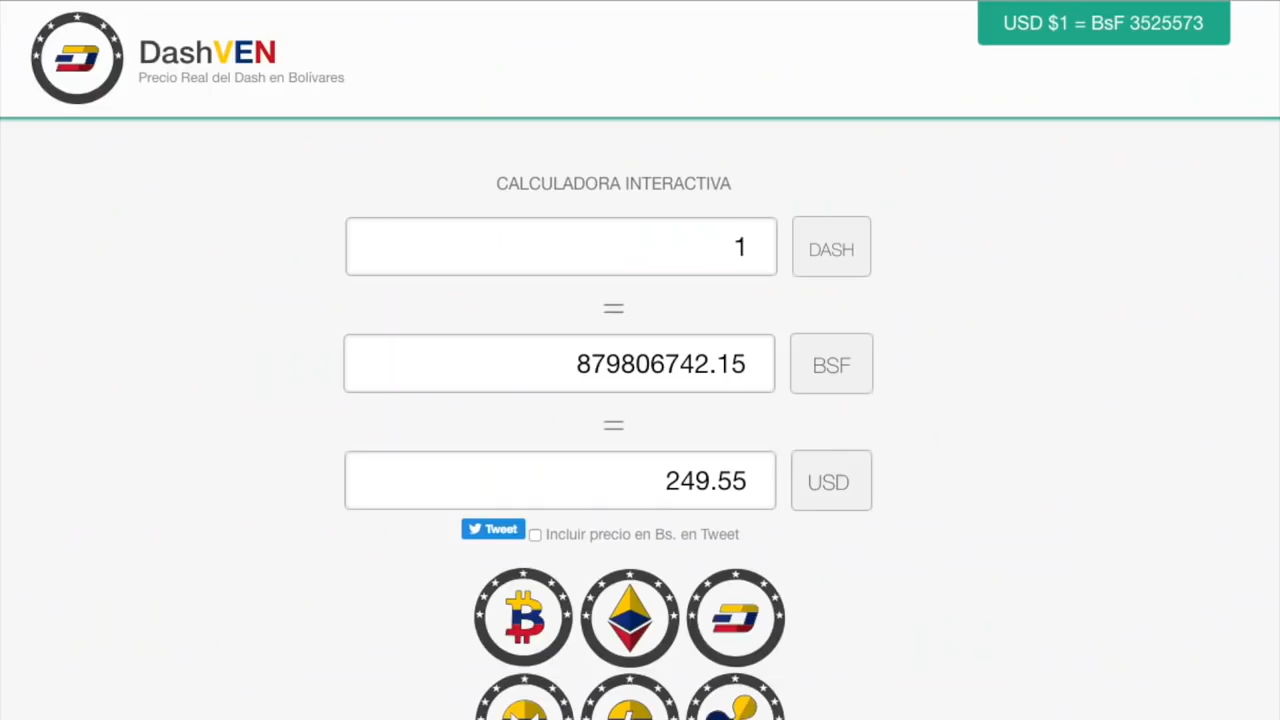 USD $1 = BsF 3525573
DashVEN
Precio Real del Dash en Bolívares
CALCULADORA INTERACTIVA
1 DASH
=
879806742.15 BSF
=
249.55 USD
Tweet Incluir precio en Bs. en Tweet